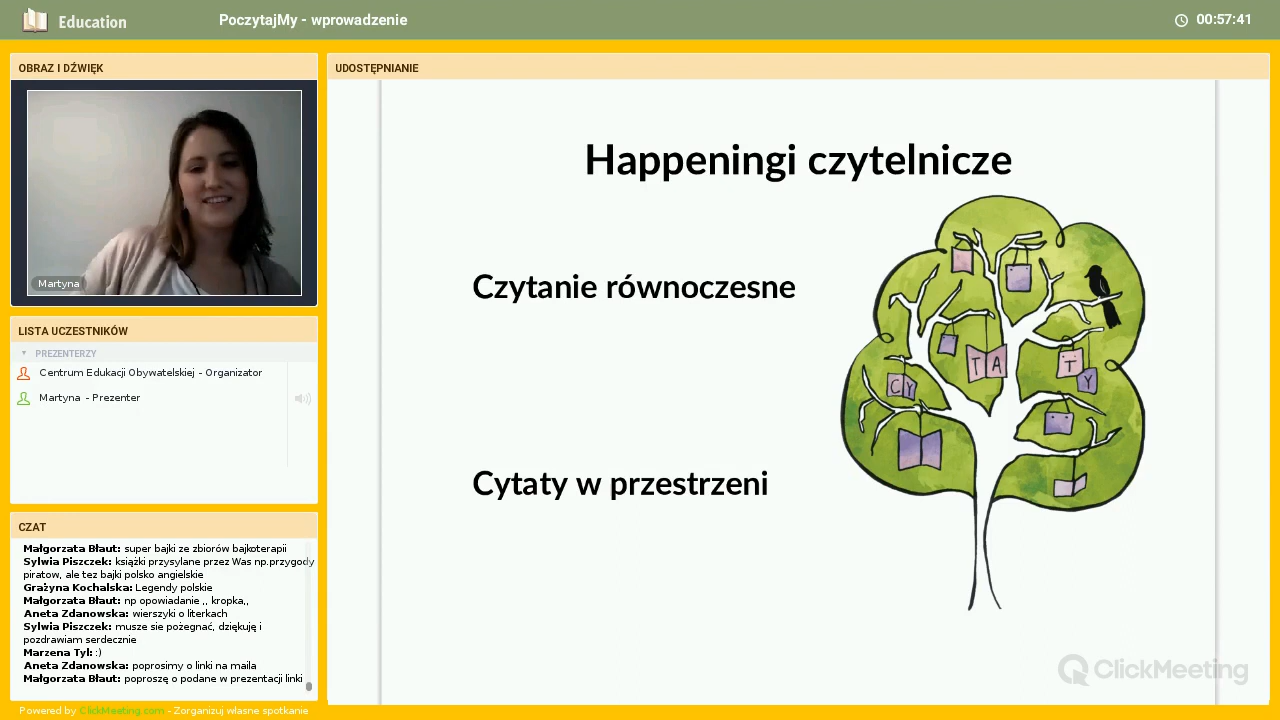 Education
PoczytajMy - wprowadzenie
00:57:41
OBRAZ I DŹWIĘK
Martyna
LISTA UCZESTNIKÓW
PREZENTERZY
Centrum Edukacji Obywatelskiej - Organizator
Martyna - Prezenter
CZAT
Małgorzata Błaut: super bajki ze zbiorów bajkoterapii
Sylwia Piszczek: książki przysylane przez Was np.przygody
piratow, ale tez bajki polsko angielskie
Grażyna Kochalska: Legendy polskie
Małgorzata Błaut: np opowiadanie ,, kropka,,
Aneta Zdanowska: wierszyki o literkach
Sylwia Piszczek: musze sie pożegnać, dziękuję i
pozdrawiam serdecznie
Marzena Tyl: :)
Aneta Zdanowska: poprosimy o linki na maila
Małgorzata Błaut: poproszę o podane w prezentacji linki
Powered by ClickMeeting.com - Zorganizuj własne spotkanie
UDOSTĘPNIANIE
Happeningi czytelnicze
Czytanie równoczesne
Cytaty w przestrzeni
CY TA TY
ClickMeeting